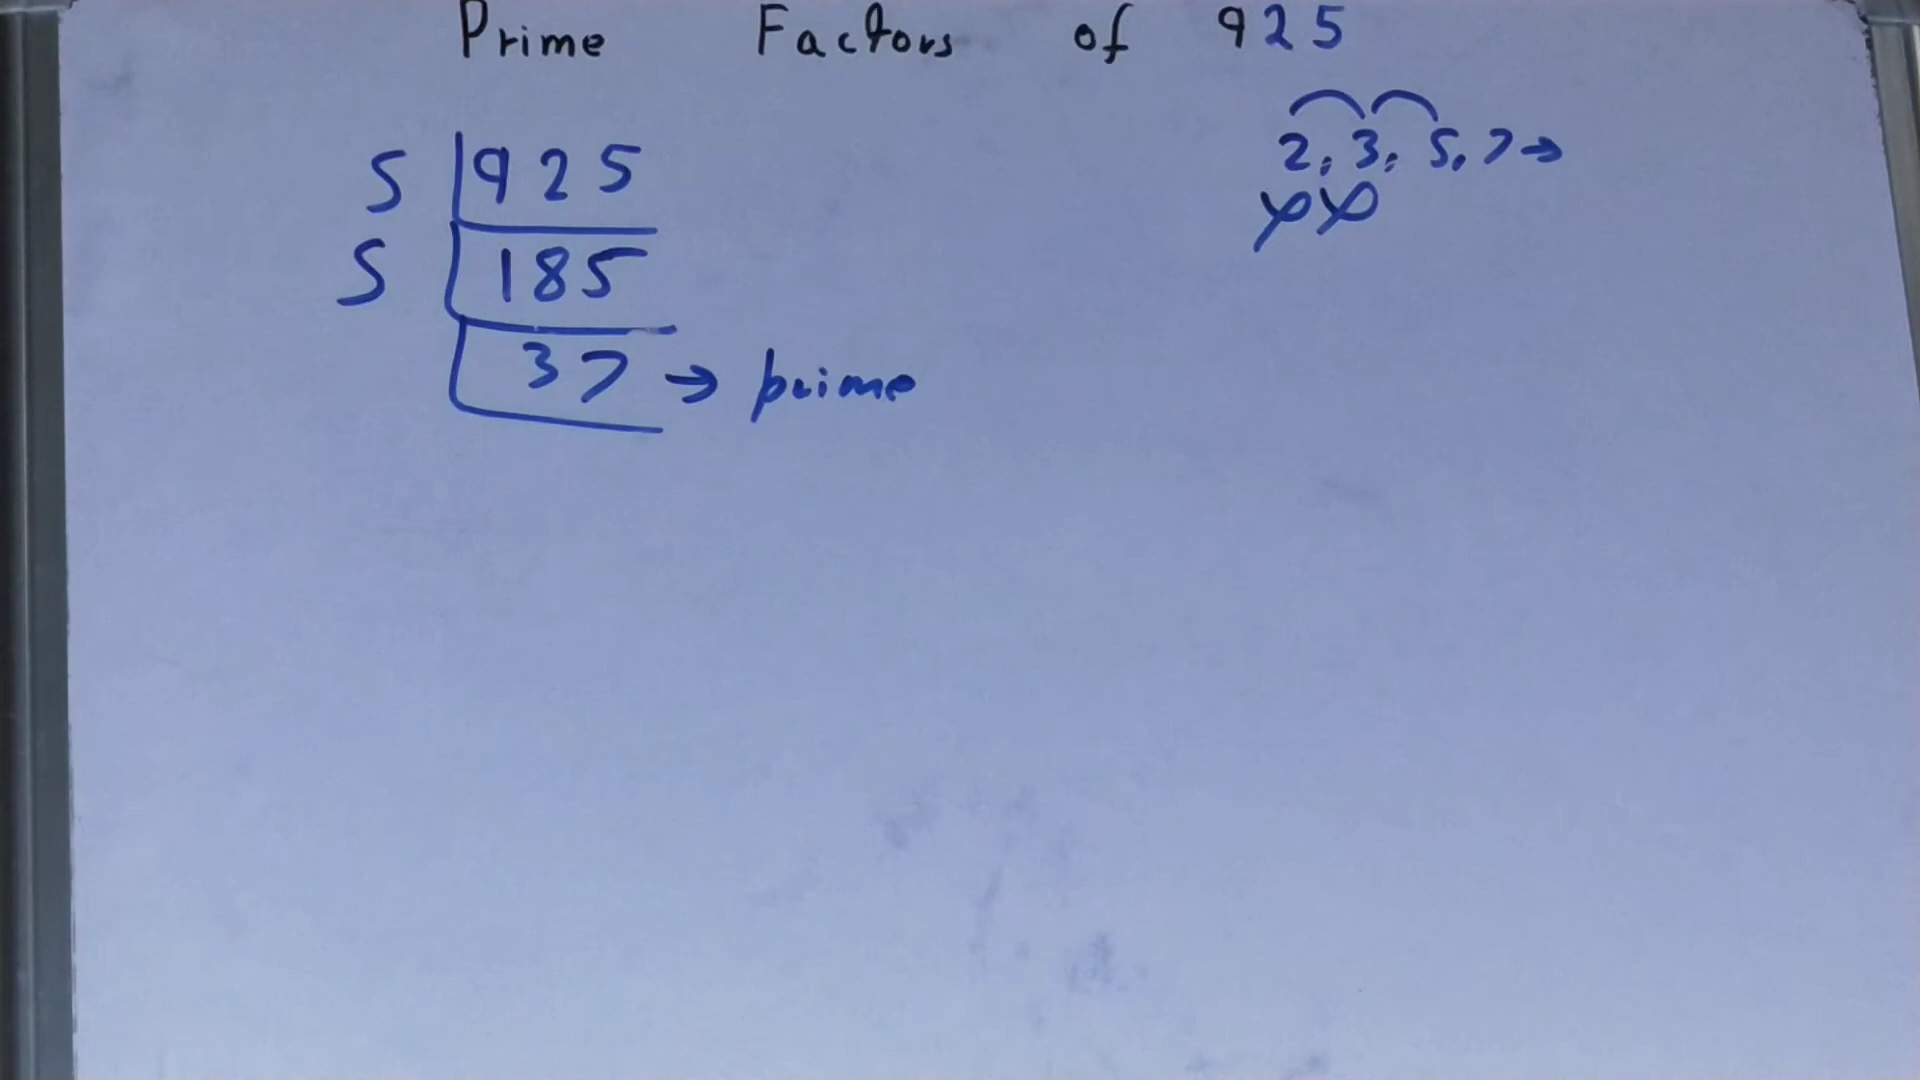 Prime Factors of 925
2, 3, 5, 7 →
5 | 925
5 | 185
37 → prime